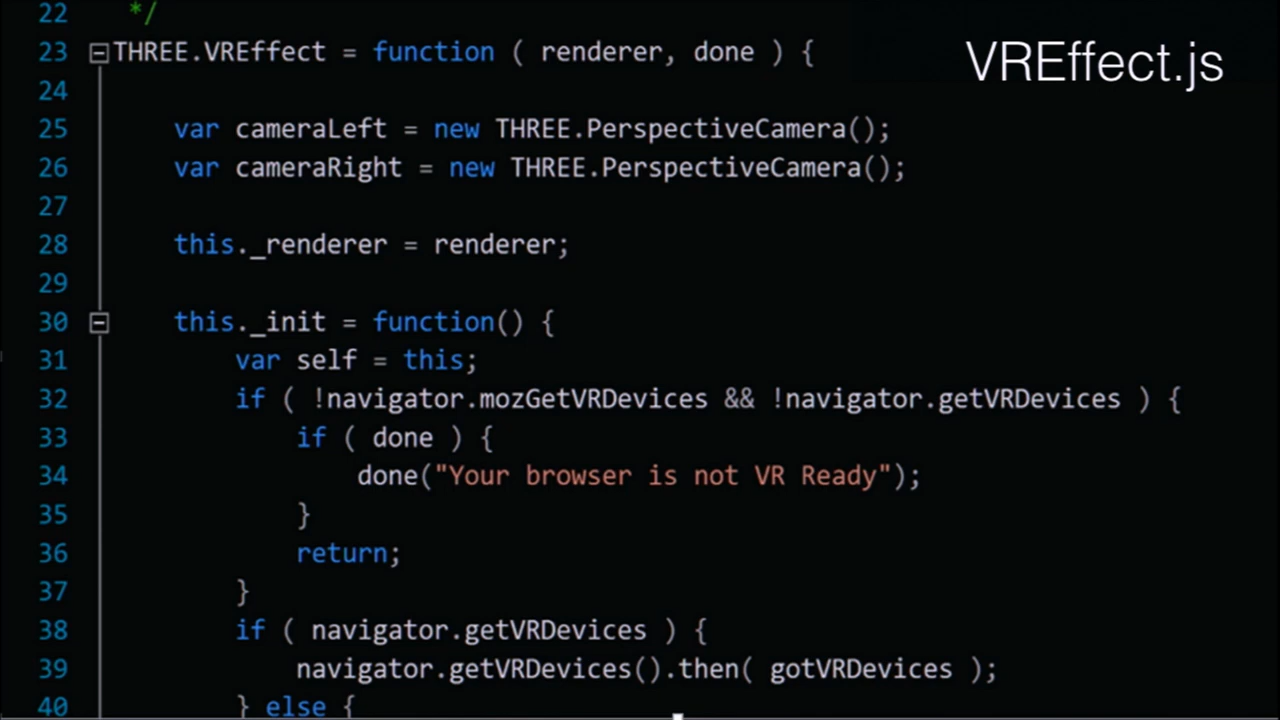 VREffect.js
22 */
23 THREE.VREffect = function ( renderer, done ) {
24
25 var cameraLeft = new THREE.PerspectiveCamera();
26 var cameraRight = new THREE.PerspectiveCamera();
27
28 this._renderer = renderer;
29
30 this._init = function() {
31 var self = this;
32 if ( !navigator.mozGetVRDevices && !navigator.getVRDevices ) {
33 if ( done ) {
34 done("Your browser is not VR Ready");
35 }
36 return;
37 }
38 if ( navigator.getVRDevices ) {
39 navigator.getVRDevices().then( gotVRDevices );
40 } else {